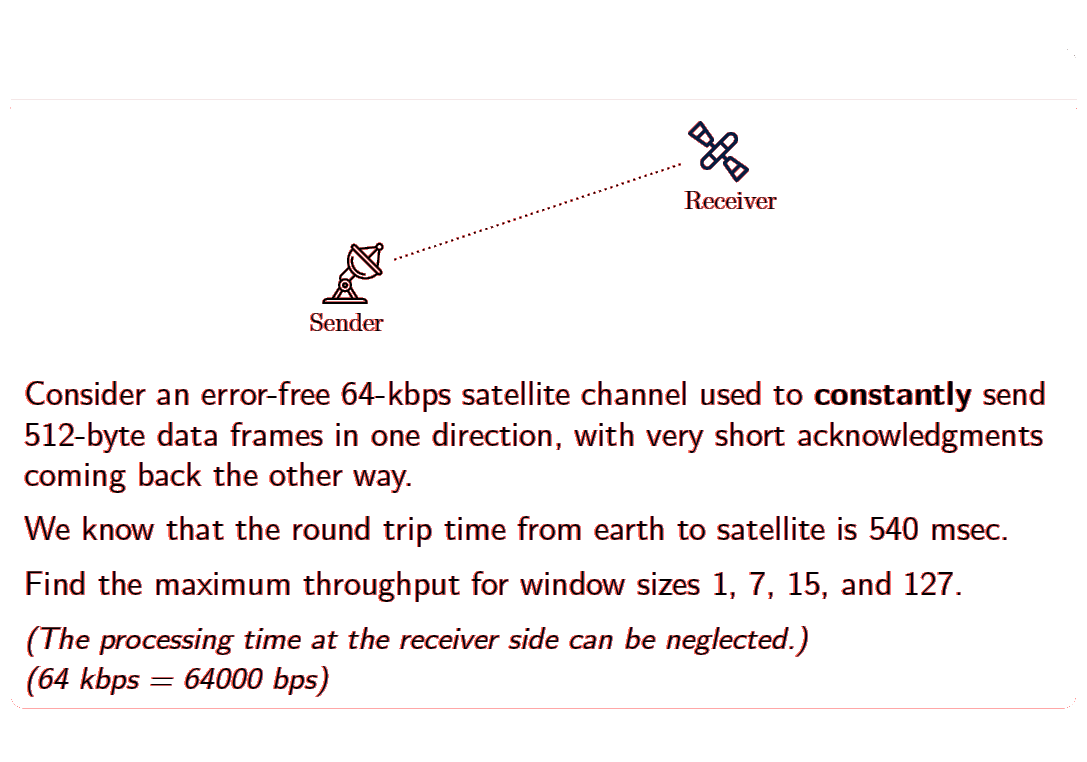 Receiver
Sender
Consider an error-free 64-kbps satellite channel used to constantly send
512-byte data frames in one direction, with very short acknowledgments
coming back the other way.
We know that the round trip time from earth to satellite is 540 msec.
Find the maximum throughput for window sizes 1, 7, 15, and 127.
(The processing time at the receiver side can be neglected.)
(64 kbps = 64000 bps)